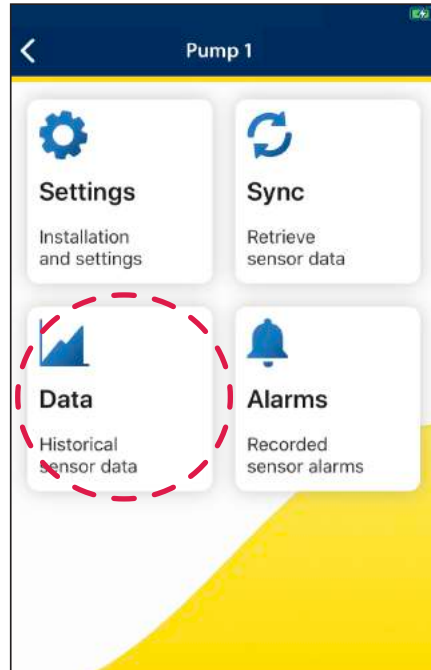 Pump 1
Settings
Installation
and settings
Sync
Retrieve
sensor data
Data
Historical
sensor data
Alarms
Recorded
sensor alarms